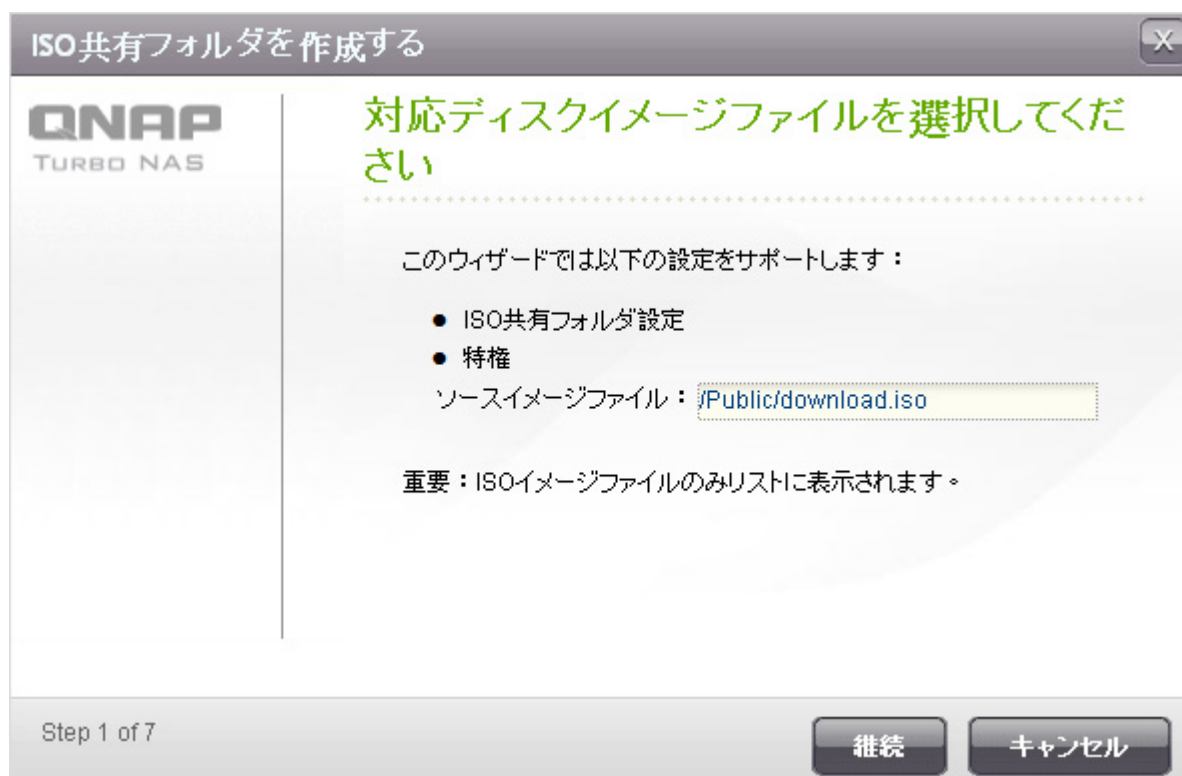 ISO共有フォルダを作成する
X
QNAP
TURBO NAS
対応ディスクイメージファイルを選択してくだ
さい
このウィザードでは以下の設定をサポートします：
● ISO共有フォルダ設定
● 特権
ソースイメージファイル： /Public/download.iso
重要：ISOイメージファイルのみリストに表示されます。
Step 1 of 7
継続
キャンセル